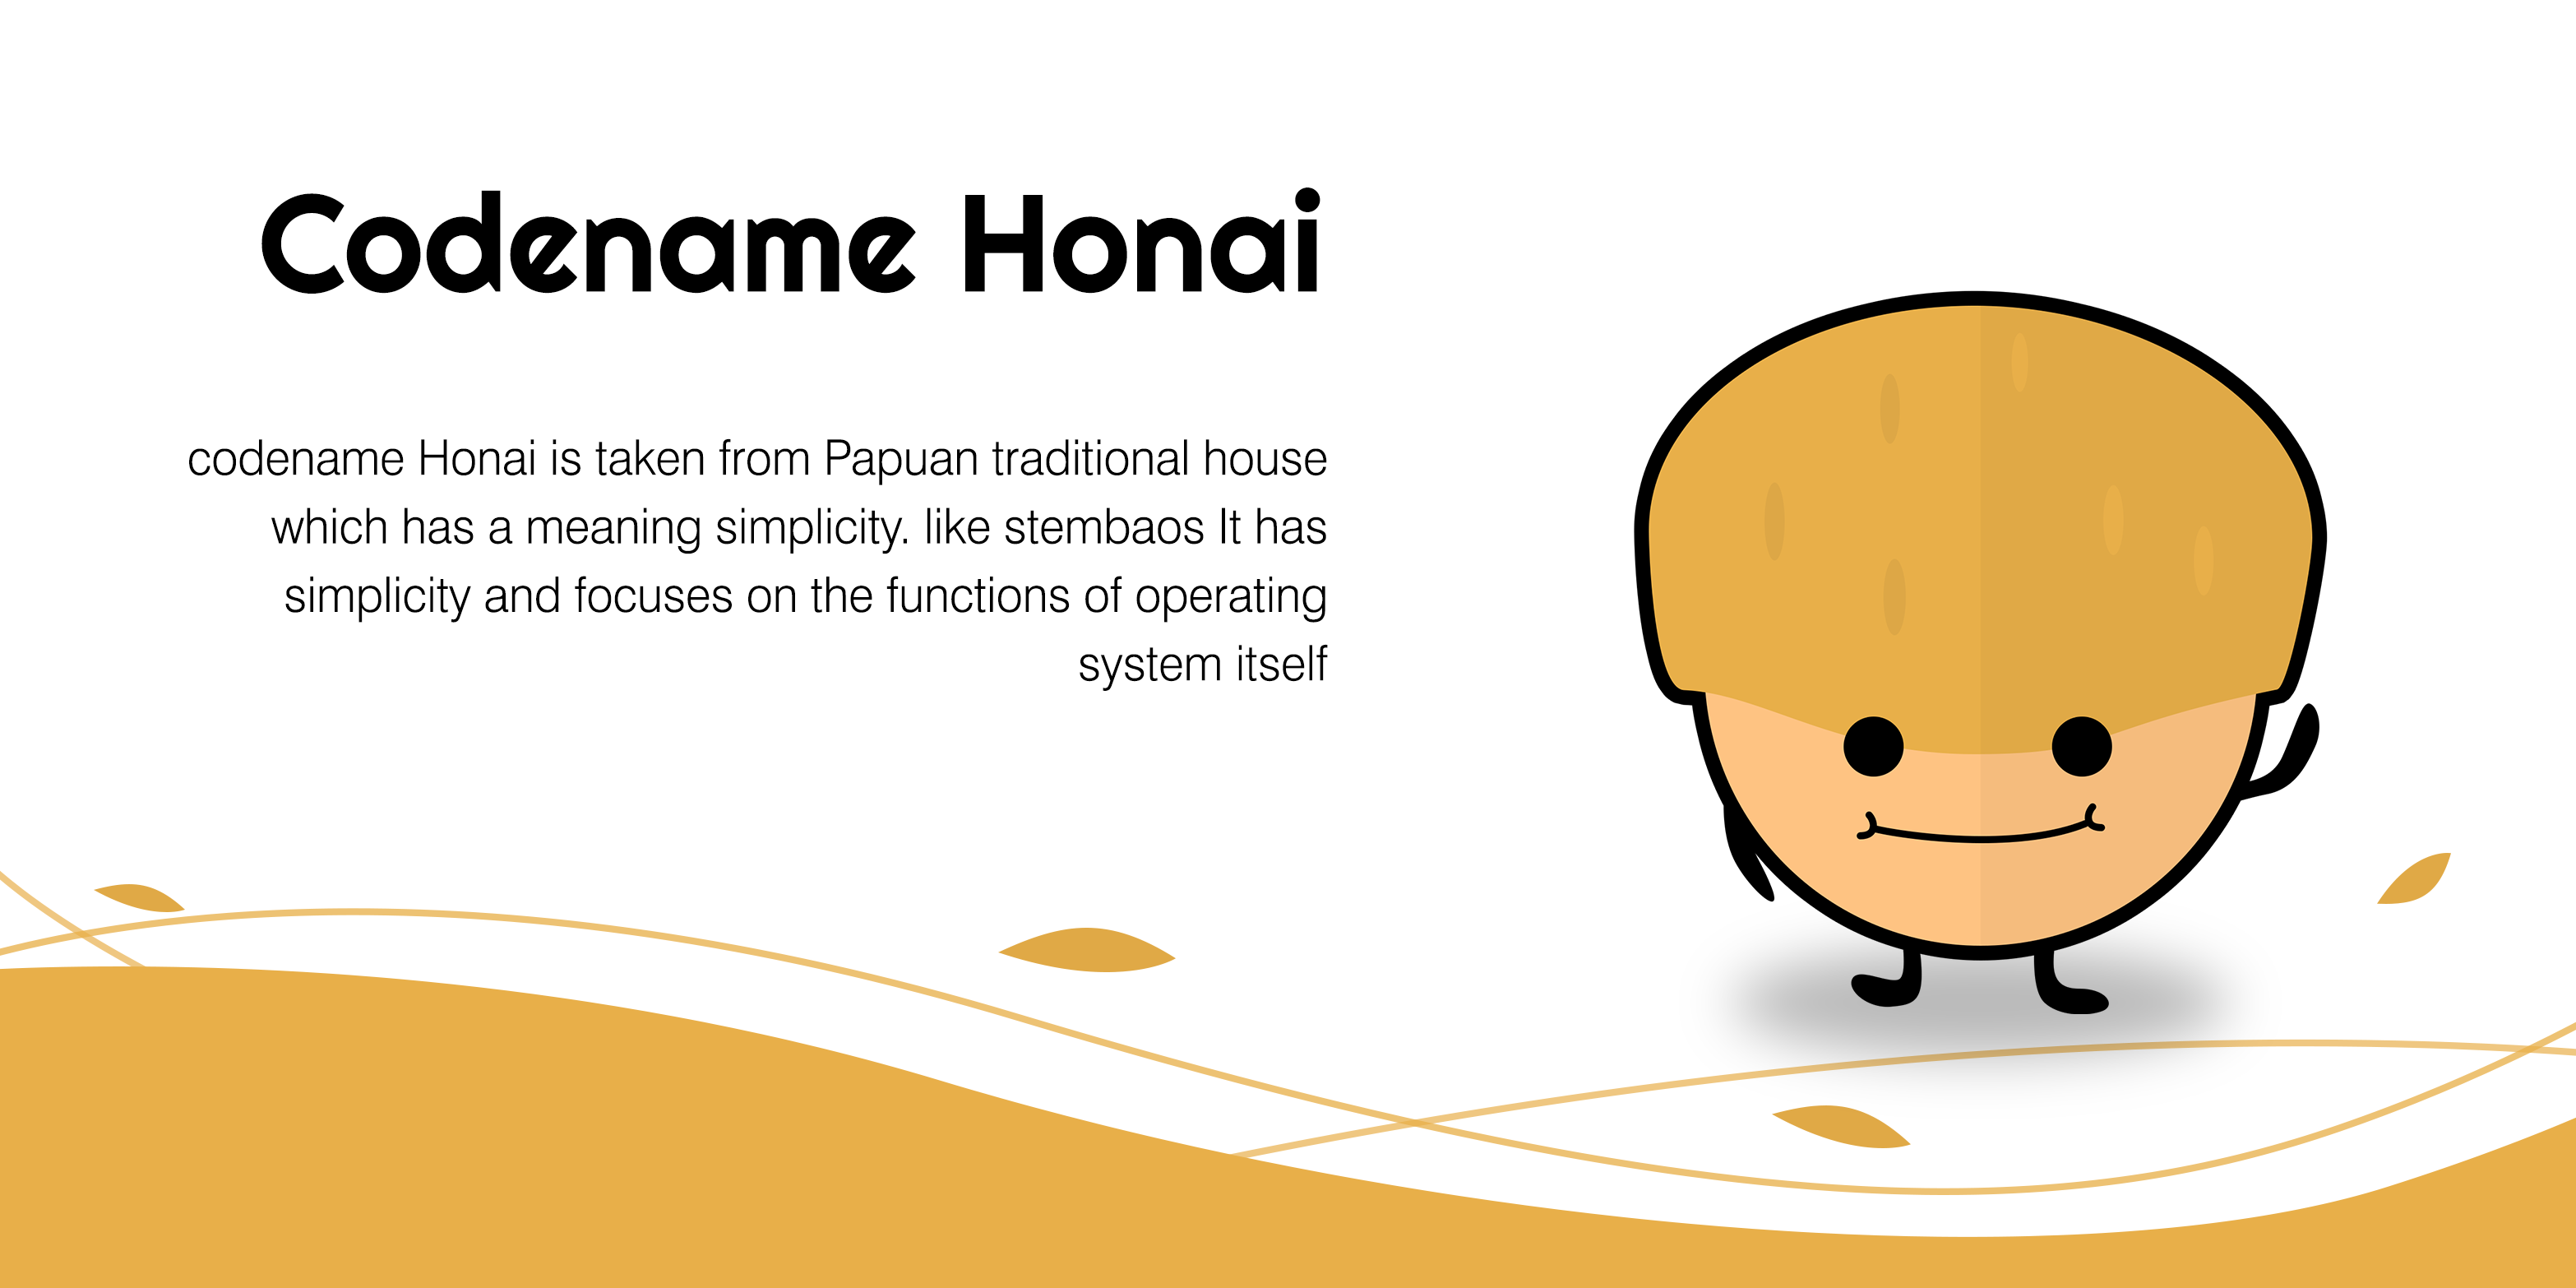 Codename Honai
codename Honai is taken from Papuan traditional house
which has a meaning simplicity. like stembaos It has
simplicity and focuses on the functions of operating
system itself